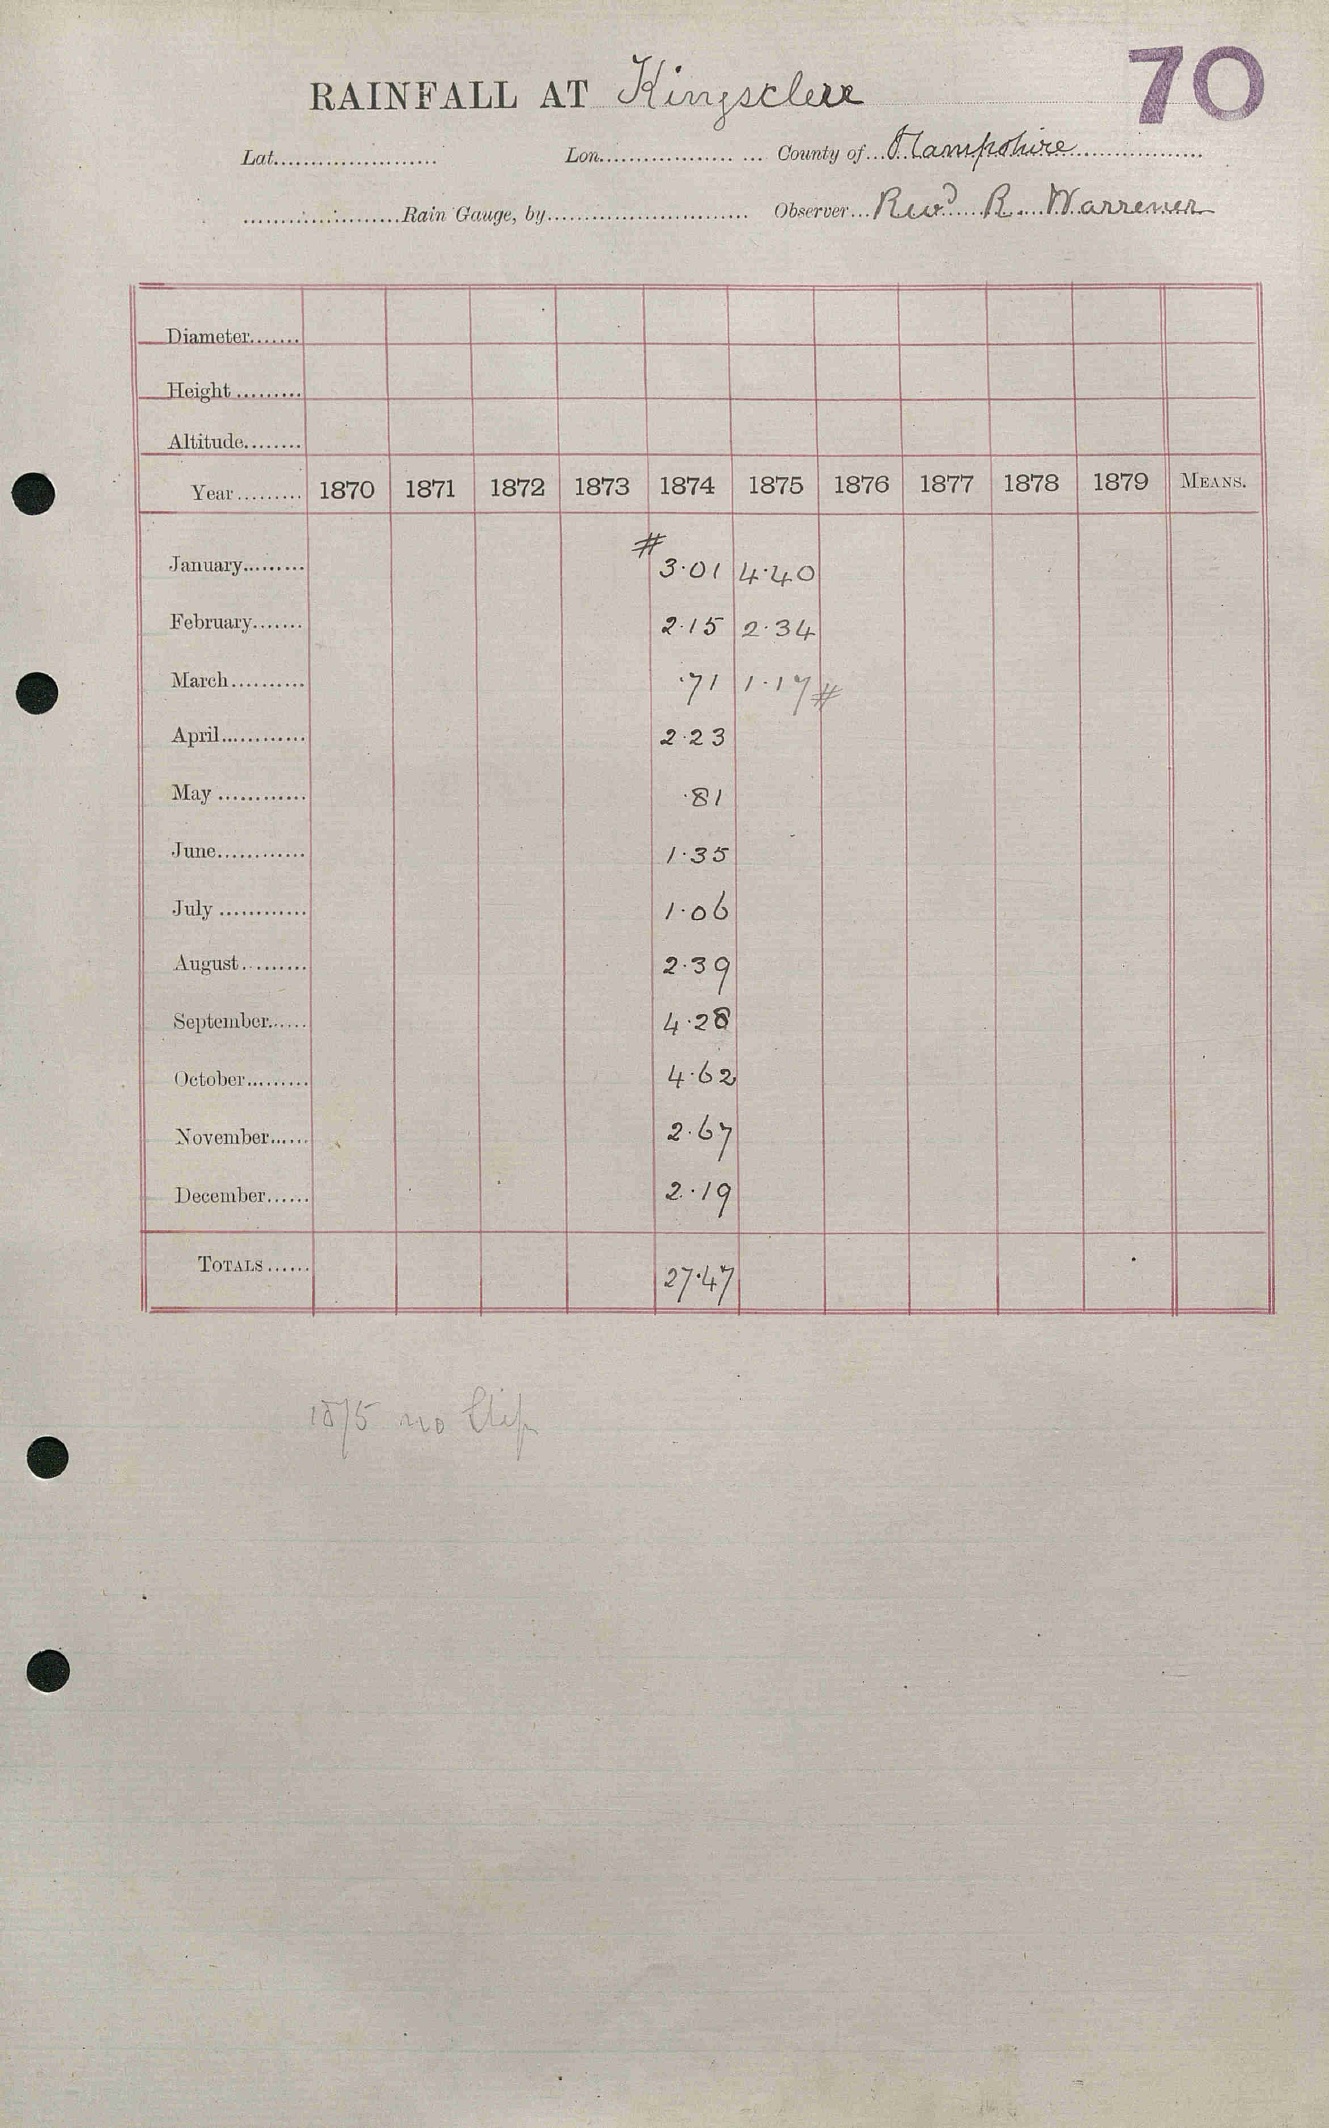 70
RAINFALL AT Kingsclere
Lat...................... Lon.................. ... County of...Hampshire......................
.....................Rain Gauge, by........................... Observer...Revd R. Warrener
Diameter.......
Height .........
Altitude........
Year......... 1870 1871 1872 1873 1874 1875 1876 1877 1878 1879 MEANS.
#
January......... 3·01 4·40
February....... 2·15 2·34
March.......... ·71 1·17 #
April............ 2·23
May ............ ·81
June............ 1·35
July ............ 1·06
August.......... 2·39
September...... 4·28
October......... 4·62
November...... 2·67
December...... 2·19
TOTALS...... 27·47
1875 no Slip